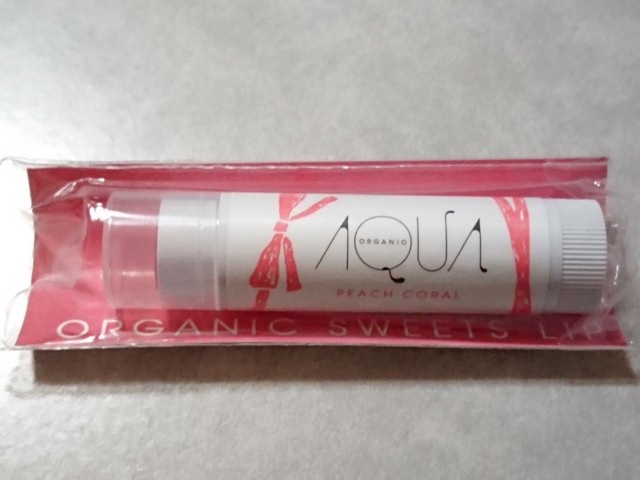 AQUA
ORGANIC
PEACH CORAL
ORGANIC SWEETS LIP